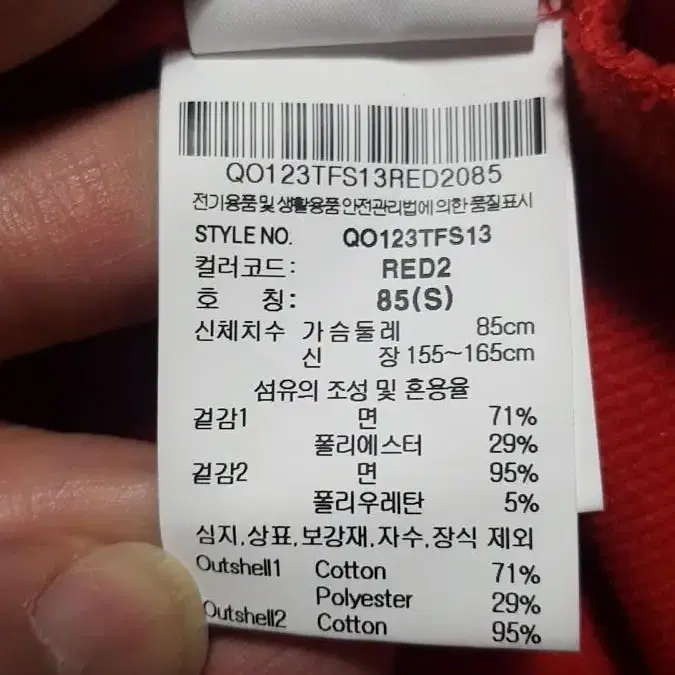 QO123TFS13RED2085
전기용품및생활용품안전관리법에의한품질표시
STYLE NO. QO123TFS13
컬러코드: RED2
호 칭: 85(S)
신체치수 가슴둘레 85cm
신 장 155~165cm
섬유의 조성 및 혼용율
겉감1 면 71%
폴리에스터 29%
겉감2 면 95%
폴리우레탄 5%
심지,상표,보강재,자수,장식 제외
Outshell1 Cotton 71%
Polyester 29%
Outshell2 Cotton 95%